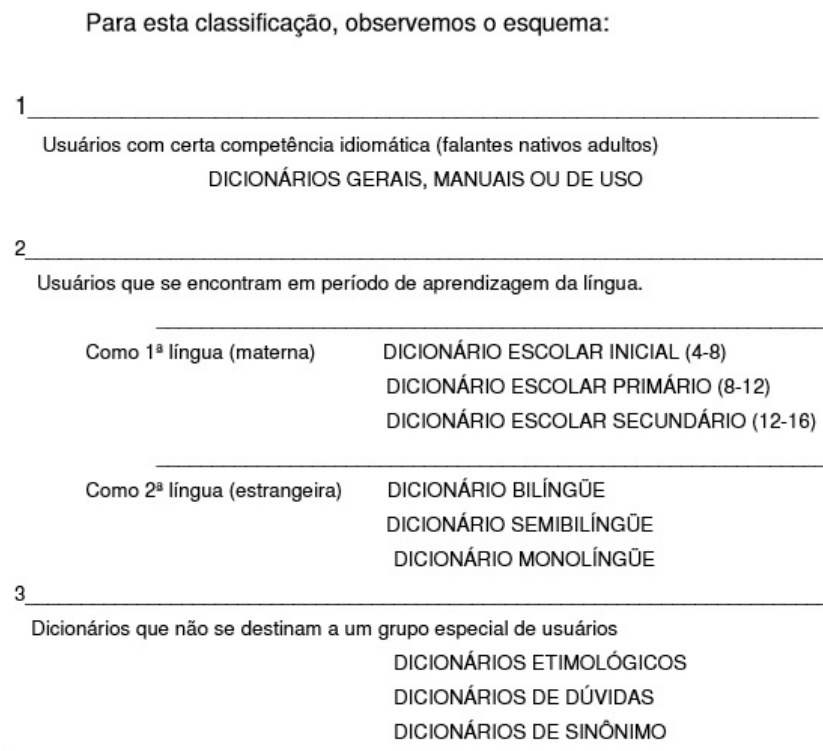 Para esta classificação, observemos o esquema:
1
Usuários com certa competência idiomática (falantes nativos adultos)
DICIONÁRIOS GERAIS, MANUAIS OU DE USO
2
Usuários que se encontram em período de aprendizagem da língua.
Como 1ª língua (materna) DICIONÁRIO ESCOLAR INICIAL (4-8)
DICIONÁRIO ESCOLAR PRIMÁRIO (8-12)
DICIONÁRIO ESCOLAR SECUNDÁRIO (12-16)
Como 2ª língua (estrangeira) DICIONÁRIO BILÍNGÜE
DICIONÁRIO SEMIBILÍNGÜE
DICIONÁRIO MONOLÍNGÜE
3
Dicionários que não se destinam a um grupo especial de usuários
DICIONÁRIOS ETIMOLÓGICOS
DICIONÁRIOS DE DÚVIDAS
DICIONÁRIOS DE SINÔNIMO